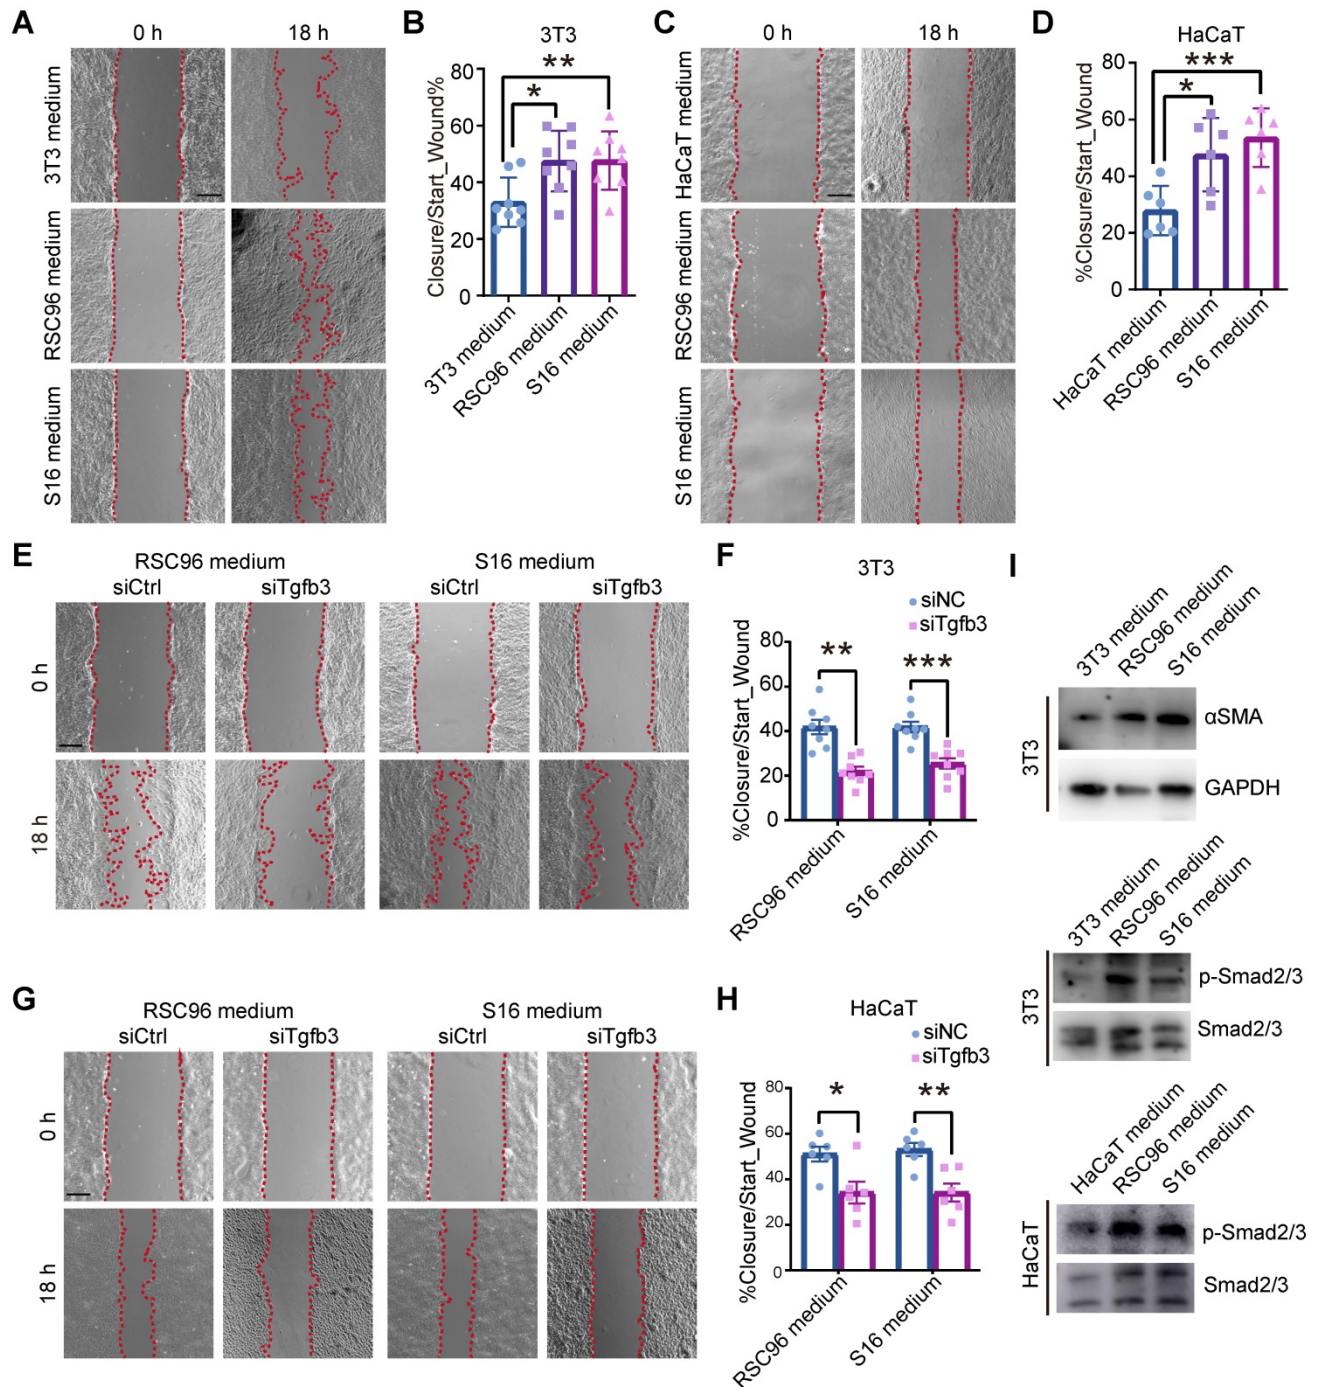 A
0 h
18 h
3T3 medium
RSC96 medium
S16 medium
B
3T3
**
*
Closure/Start_Wound%
80
60
40
20
0
3T3 medium
RSC96 medium
S16 medium
C
0 h
18 h
HaCaT medium
RSC96 medium
S16 medium
D
HaCaT
***
*
%Closure/Start_Wound
80
60
40
20
0
HaCaT medium
RSC96 medium
S16 medium
E
RSC96 medium
S16 medium
siCtrl
siTgfb3
siCtrl
siTgfb3
0 h
18 h
F
3T3
siNC
siTgfb3
**
***
%Closure/Start_Wound
80
60
40
20
0
RSC96 medium
S16 medium
G
RSC96 medium
S16 medium
siCtrl
siTgfb3
siCtrl
siTgfb3
0 h
18 h
H
HaCaT
siNC
siTgfb3
*
**
%Closure/Start_Wound
80
60
40
20
0
RSC96 medium
S16 medium
I
3T3 medium
RSC96 medium
S16 medium
3T3
αSMA
GAPDH
3T3 medium
RSC96 medium
S16 medium
3T3
p-Smad2/3
Smad2/3
HaCaT medium
RSC96 medium
S16 medium
HaCaT
p-Smad2/3
Smad2/3